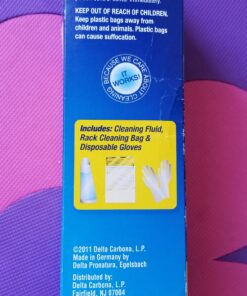 KEEP OUT OF REACH OF CHILDREN.
Keep plastic bags away from
children and animals. Plastic bags
can cause suffocation.
BECAUSE WE CARE ABOUT CLEANING
IT
WORKS!
Includes: Cleaning Fluid,
Rack Cleaning Bag &
Disposable Gloves
©2011 Delta Carbona, L.P.
Made in Germany by
Delta Pronatura, Egelsbach
Distributed by:
Delta Carbona, L.P.
Fairfield, NJ 07004